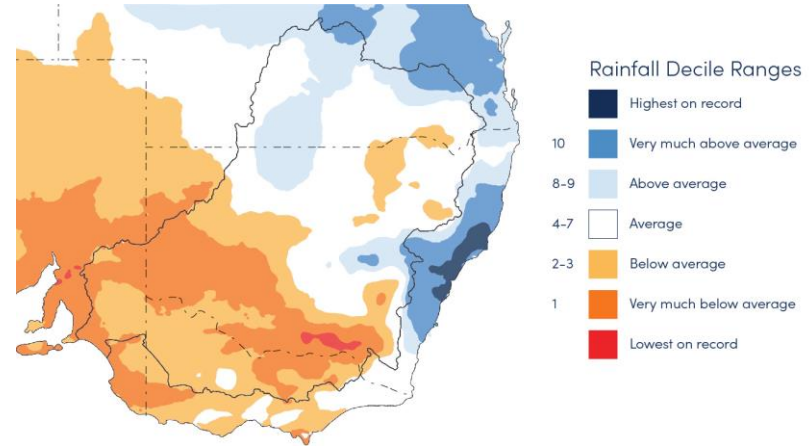 Rainfall Decile Ranges
Highest on record
10 Very much above average
8-9 Above average
4-7 Average
2-3 Below average
1 Very much below average
Lowest on record